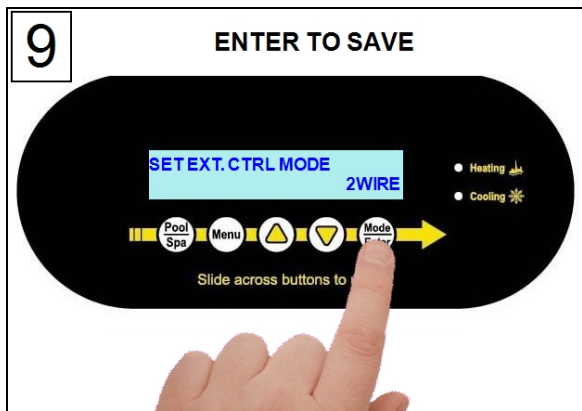 9
ENTER TO SAVE
SET EXT. CTRL MODE
2WIRE
Heating
Cooling
Pool
Spa
Menu
Mode
Slide across buttons to